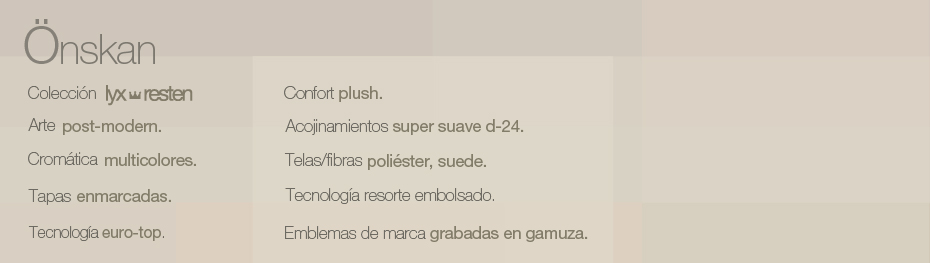 Önskan
Colección lyx resten
Arte post-modern.
Cromática multicolores.
Tapas enmarcadas.
Tecnología euro-top.
Confort plush.
Acojinamientos super suave d-24.
Telas/fibras poliéster, suede.
Tecnología resorte embolsado.
Emblemas de marca grabadas en gamuza.